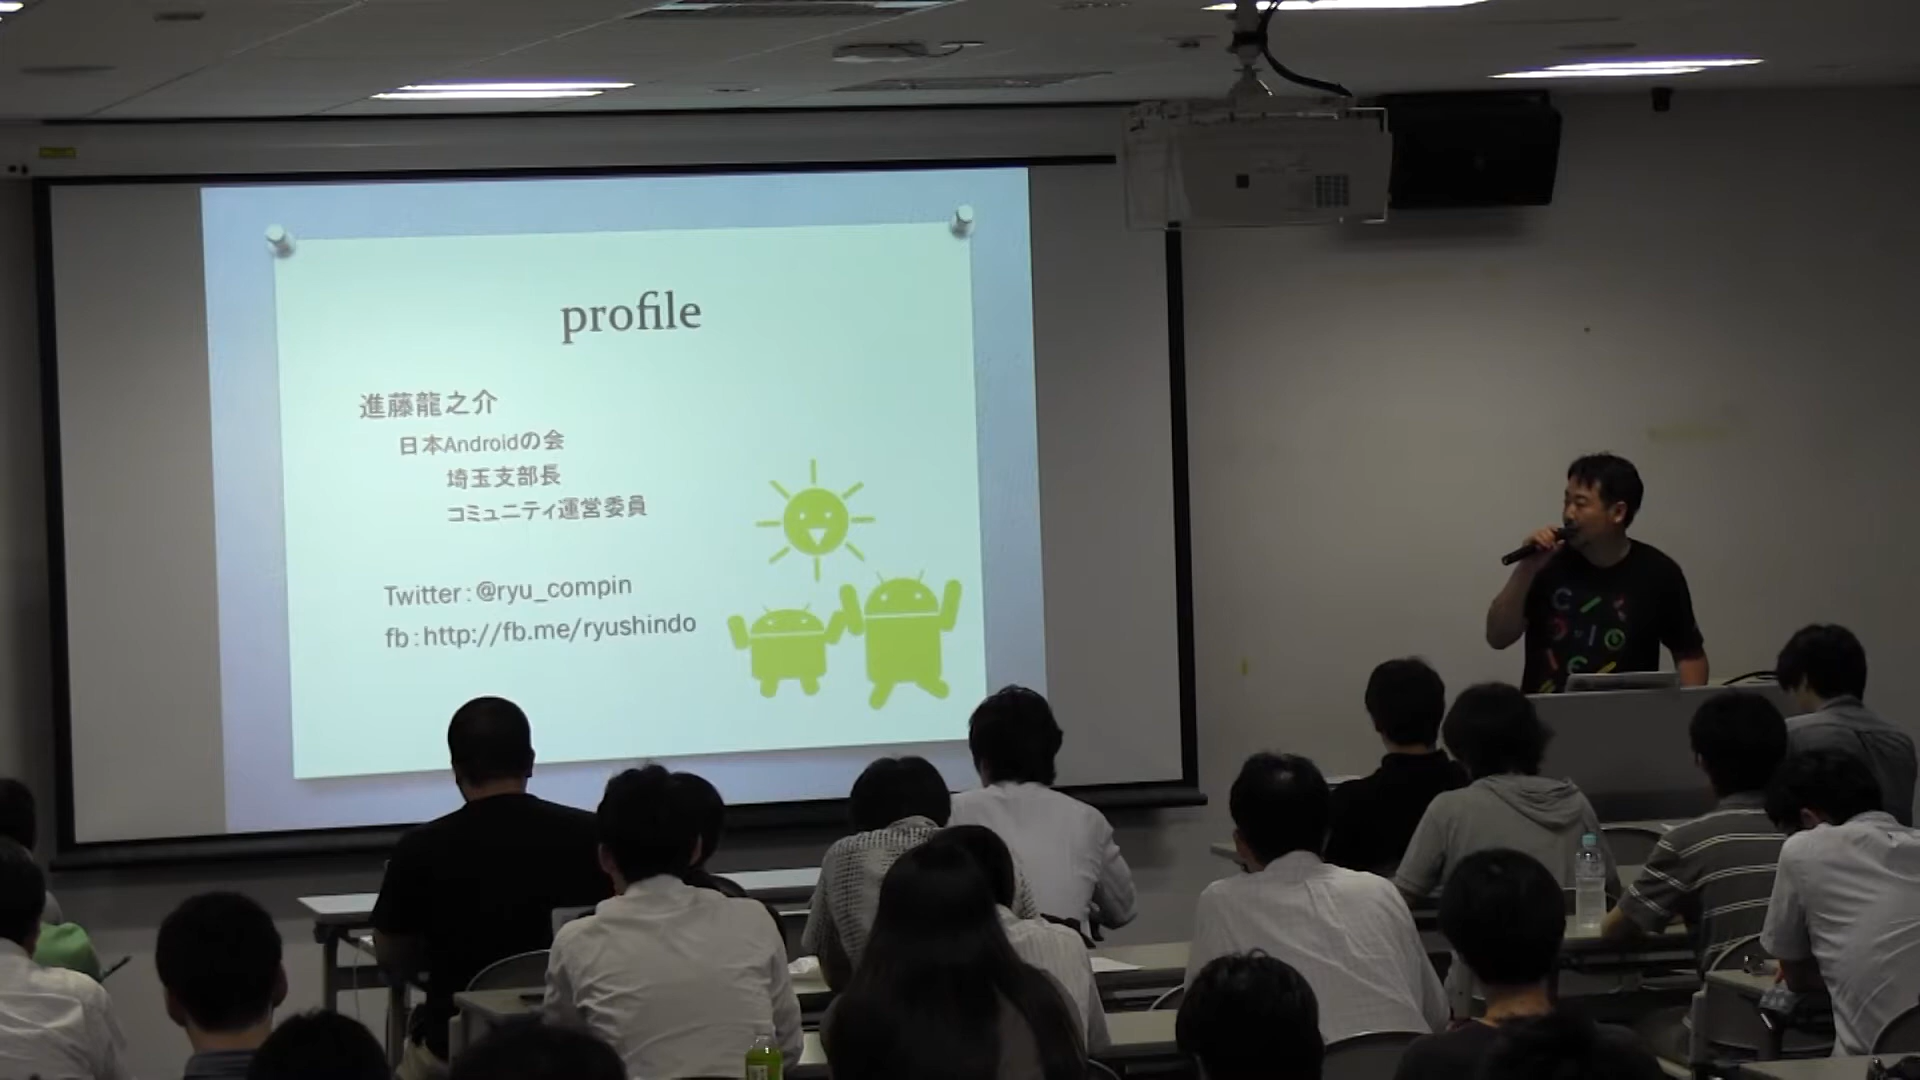 profile
進藤龍之介
日本Androidの会
埼玉支部長
コミュニティ運営委員
Twitter：@ryu_compin
fb：http://fb.me/ryushindo